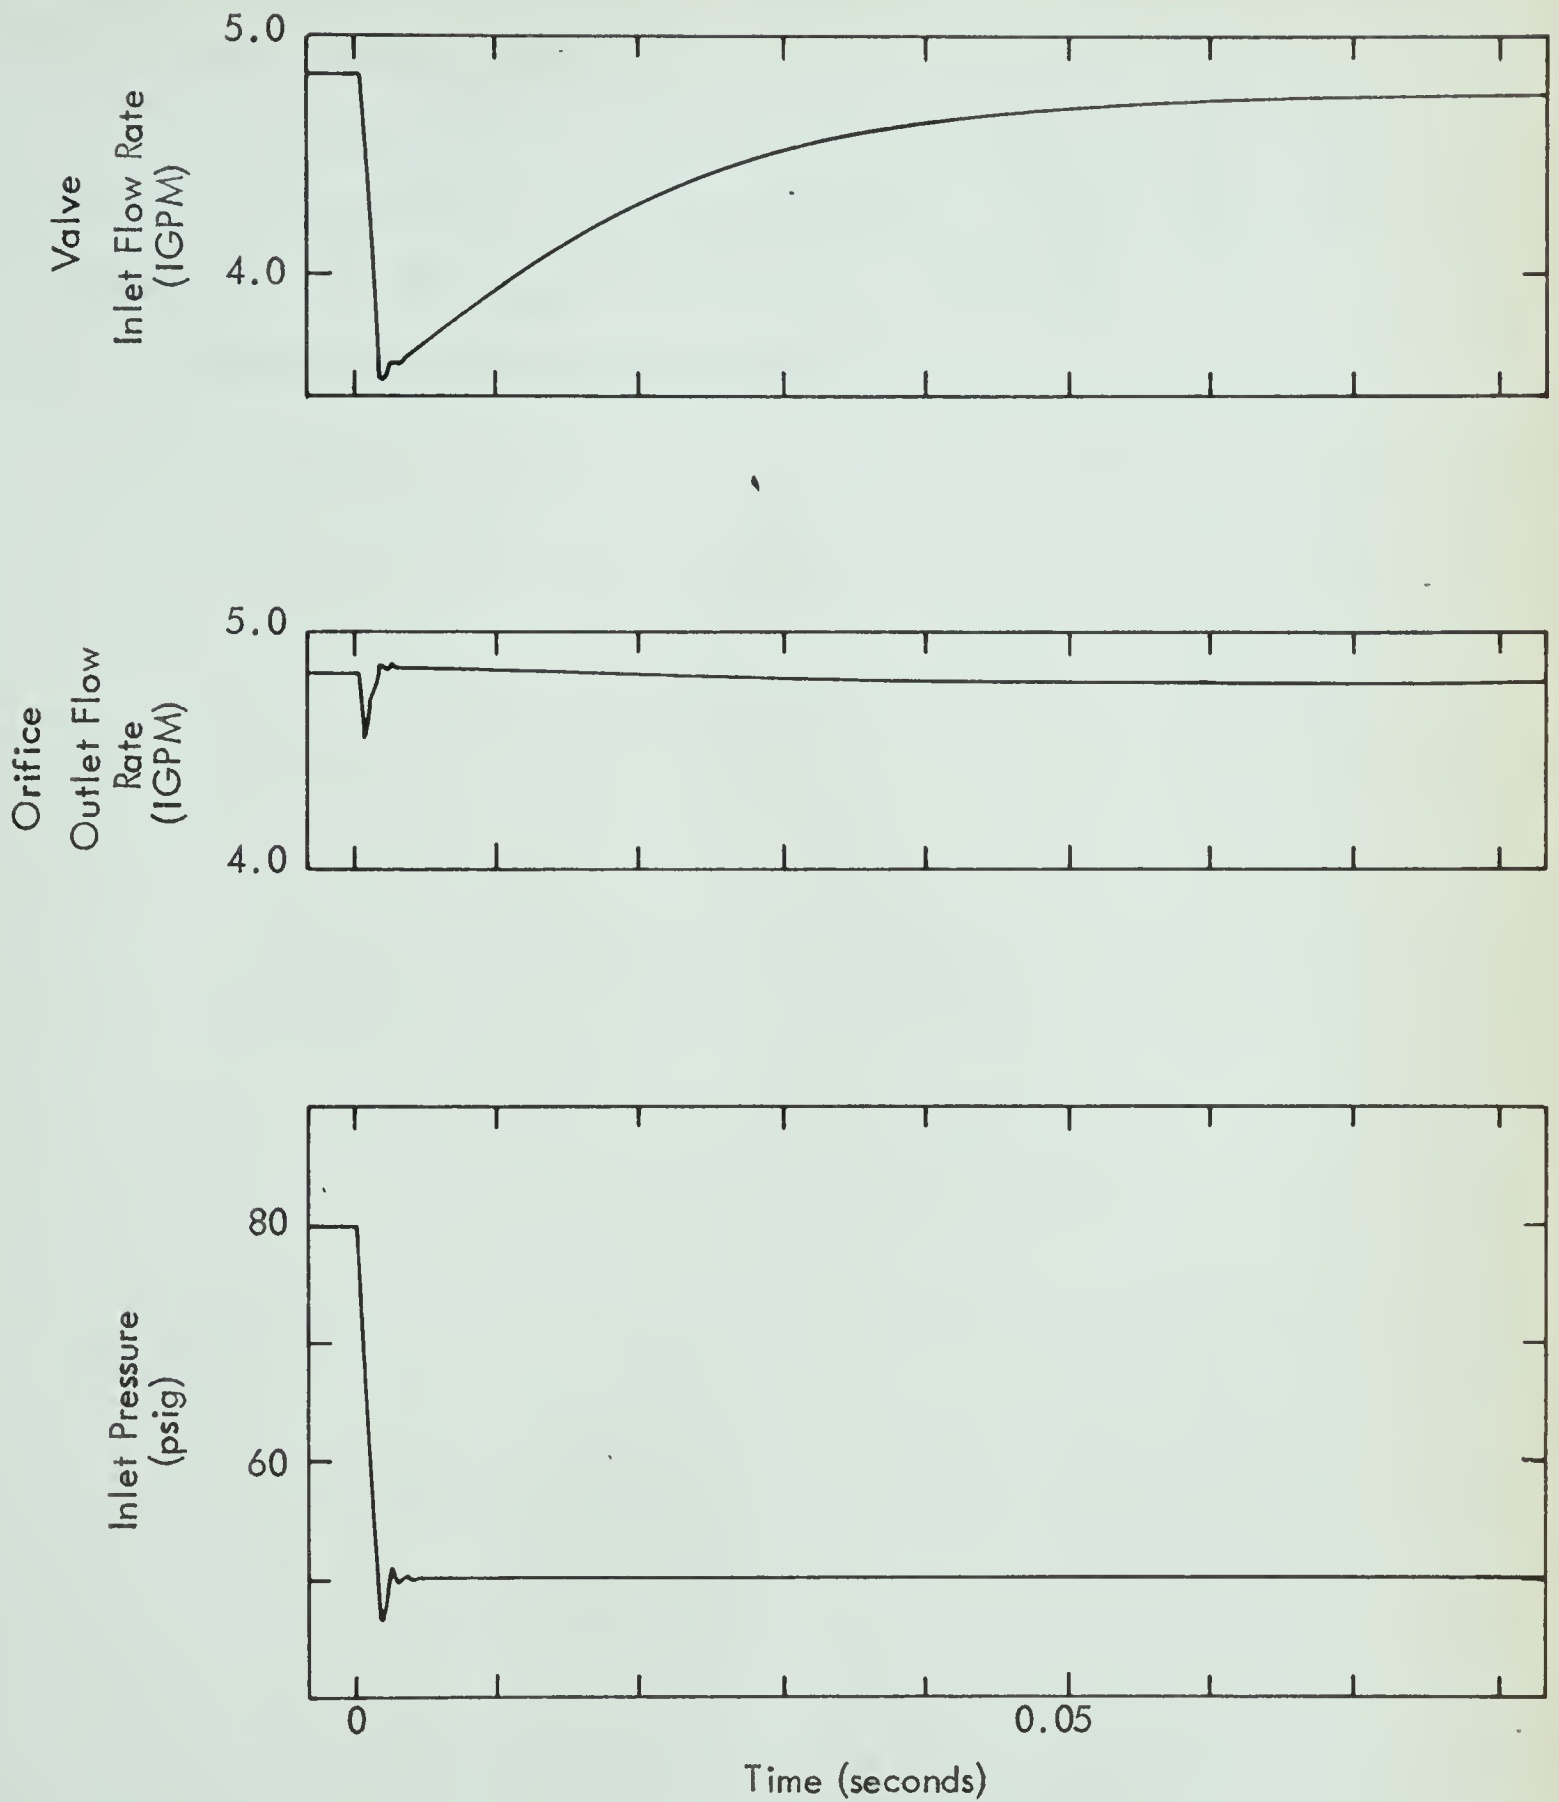 5.0
4.0
Valve
Inlet Flow Rate
(IGPM)
5.0
4.0
Orifice
Outlet Flow
Rate
(IGPM)
80
60
Inlet Pressure
(psig)
0
0.05
Time (seconds)